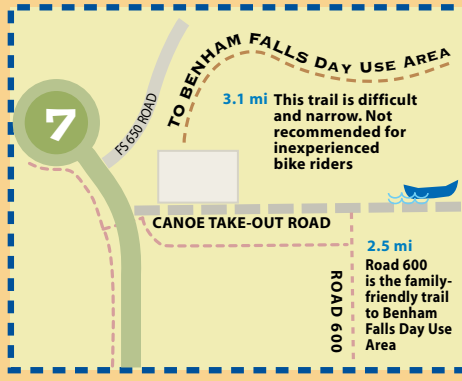 TO BENHAM FALLS DAY USE AREA
7
FS 650 ROAD
3.1 mi This trail is difficult
and narrow. Not
recommended for
inexperienced
bike riders
CANOE TAKE-OUT ROAD
ROAD 600
2.5 mi
Road 600
is the family-
friendly trail
to Benham
Falls Day Use
Area